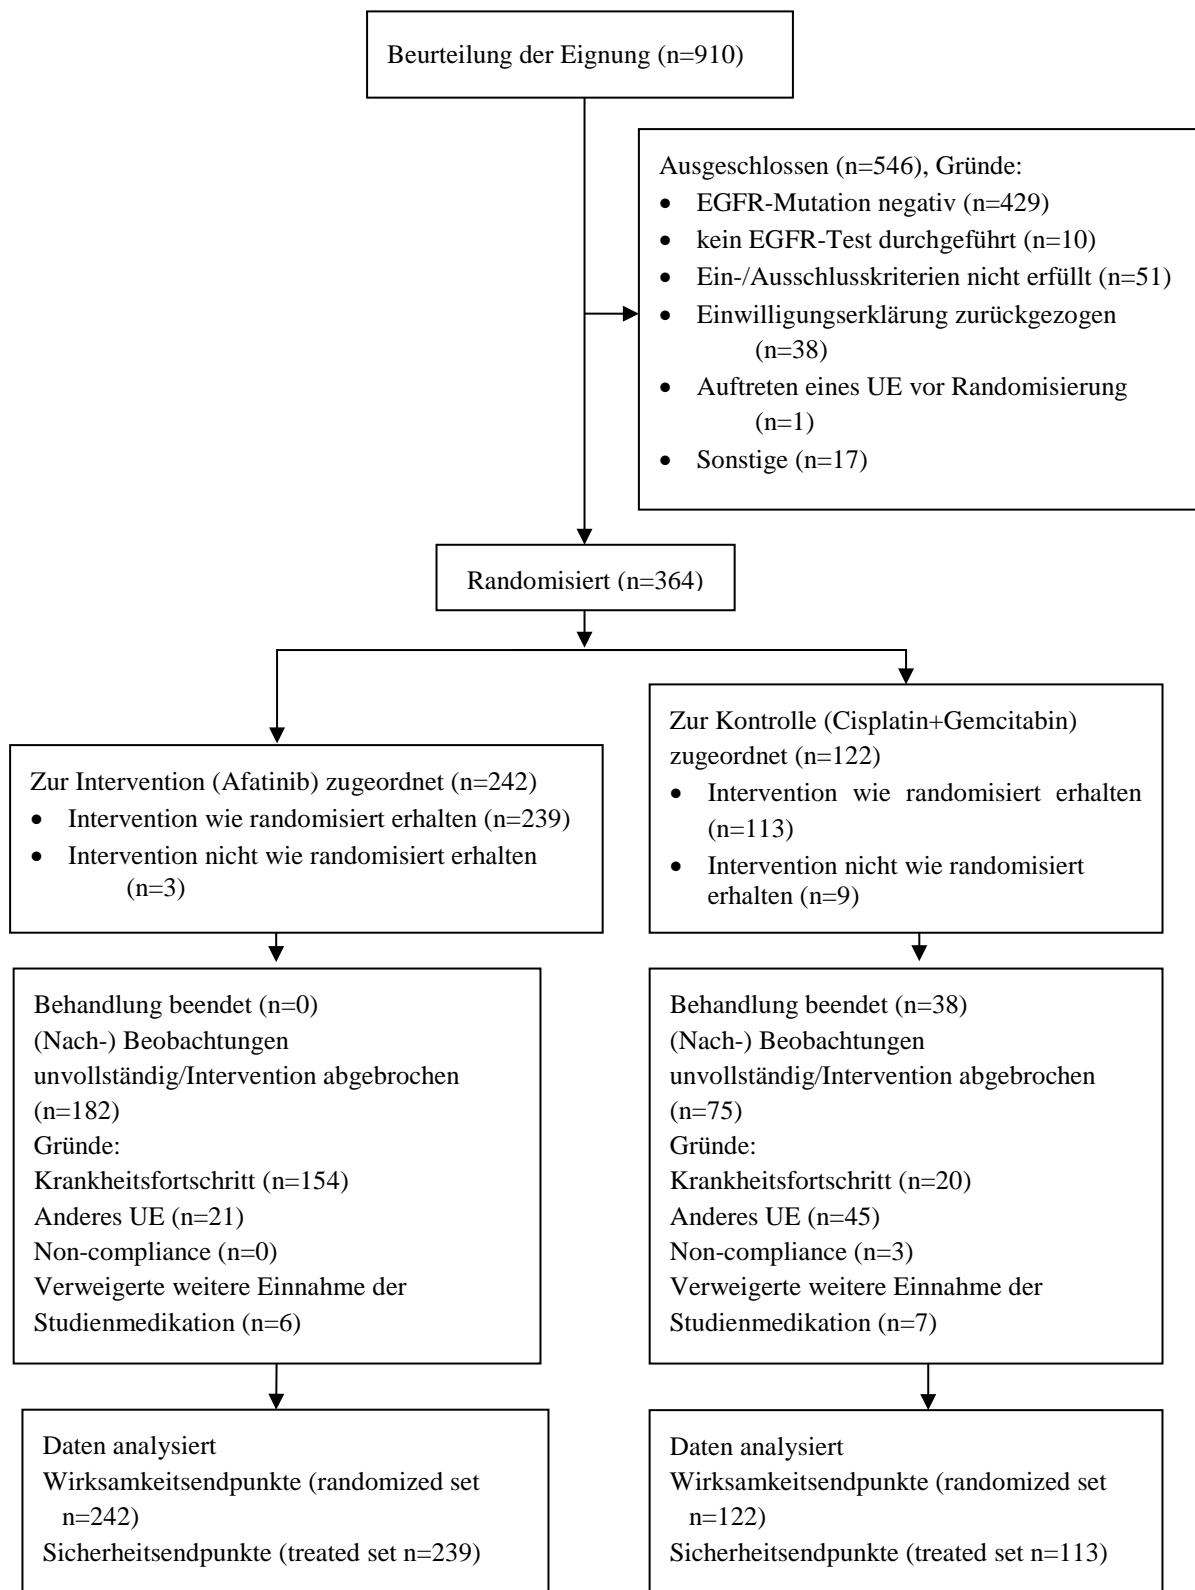 Beurteilung der Eignung (n=910)
Ausgeschlossen (n=546), Gründe:
• EGFR-Mutation negativ (n=429)
• kein EGFR-Test durchgeführt (n=10)
• Ein-/Ausschlusskriterien nicht erfüllt (n=51)
• Einwilligungserklärung zurückgezogen
(n=38)
• Auftreten eines UE vor Randomisierung
(n=1)
• Sonstige (n=17)
Randomisiert (n=364)
Zur Intervention (Afatinib) zugeordnet (n=242)
• Intervention wie randomisiert erhalten (n=239)
• Intervention nicht wie randomisiert erhalten
(n=3)
Zur Kontrolle (Cisplatin+Gemcitabin)
zugeordnet (n=122)
• Intervention wie randomisiert erhalten
(n=113)
• Intervention nicht wie randomisiert
erhalten (n=9)
Behandlung beendet (n=0)
(Nach-) Beobachtungen
unvollständig/Intervention abgebrochen
(n=182)
Gründe:
Krankheitsfortschritt (n=154)
Anderes UE (n=21)
Non-compliance (n=0)
Verweigerte weitere Einnahme der
Studienmedikation (n=6)
Behandlung beendet (n=38)
(Nach-) Beobachtungen
unvollständig/Intervention abgebrochen
(n=75)
Gründe:
Krankheitsfortschritt (n=20)
Anderes UE (n=45)
Non-compliance (n=3)
Verweigerte weitere Einnahme der
Studienmedikation (n=7)
Daten analysiert
Wirksamkeitsendpunkte (randomized set
n=242)
Sicherheitsendpunkte (treated set n=239)
Daten analysiert
Wirksamkeitsendpunkte (randomized set
n=122)
Sicherheitsendpunkte (treated set n=113)